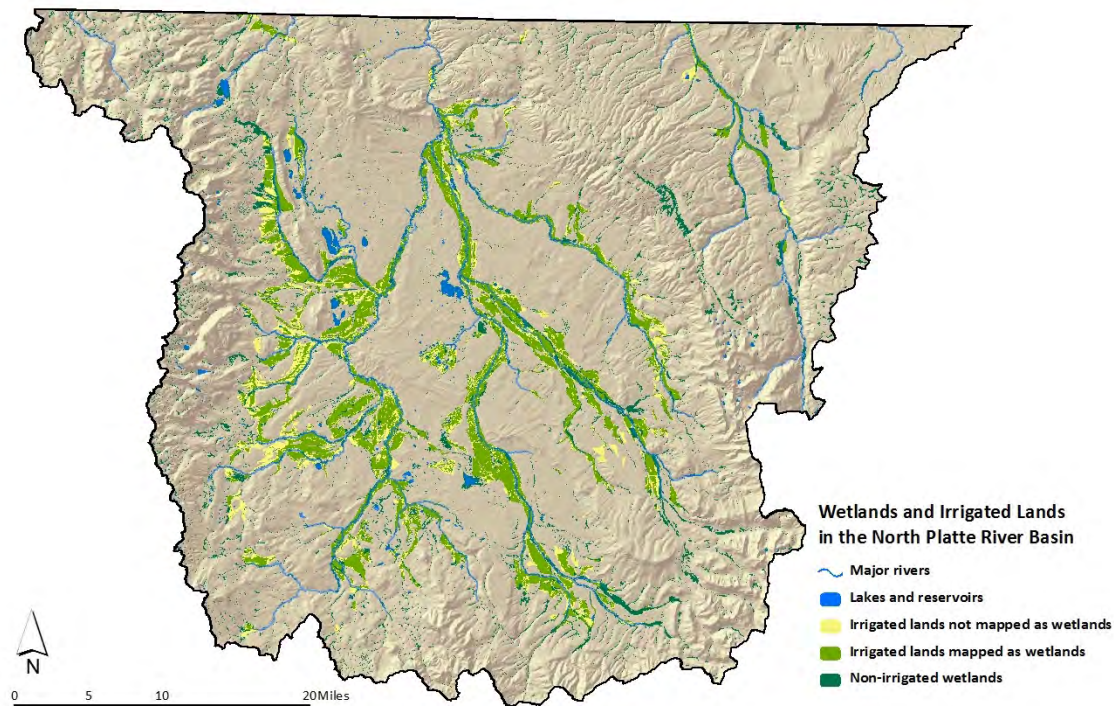 Wetlands and Irrigated Lands
in the North Platte River Basin
Major rivers
Lakes and reservoirs
Irrigated lands not mapped as wetlands
Irrigated lands mapped as wetlands
Non-irrigated wetlands
N
0 5 10 20Miles